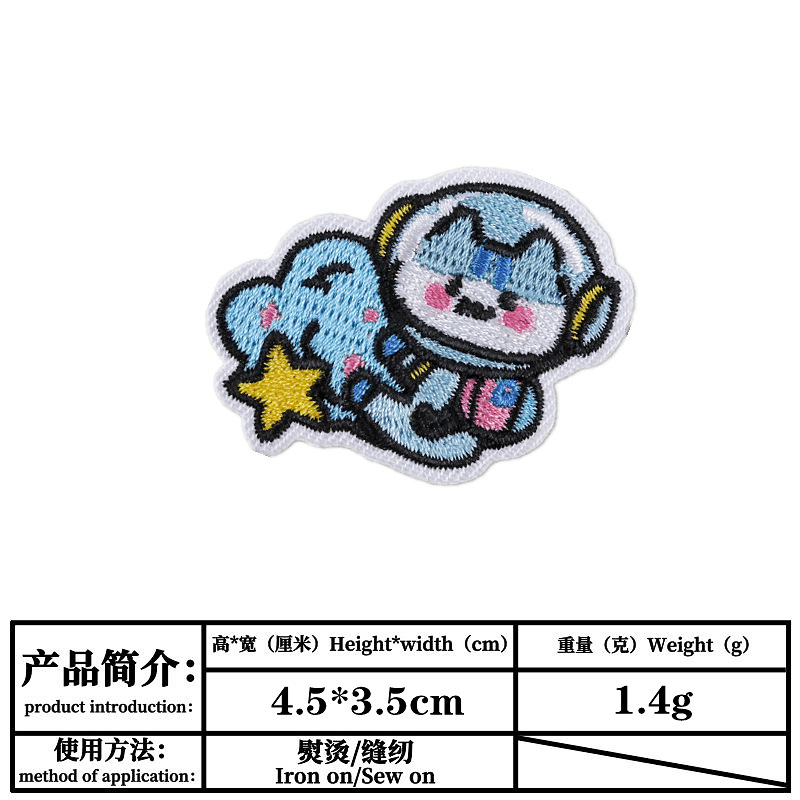 产品简介：
product introduction：
高*宽（厘米）Height*width（cm）
重量（克）Weight（g）
4.5*3.5cm
1.4g
使用方法：
method of application：
熨烫/缝纫
Iron on/Sew on